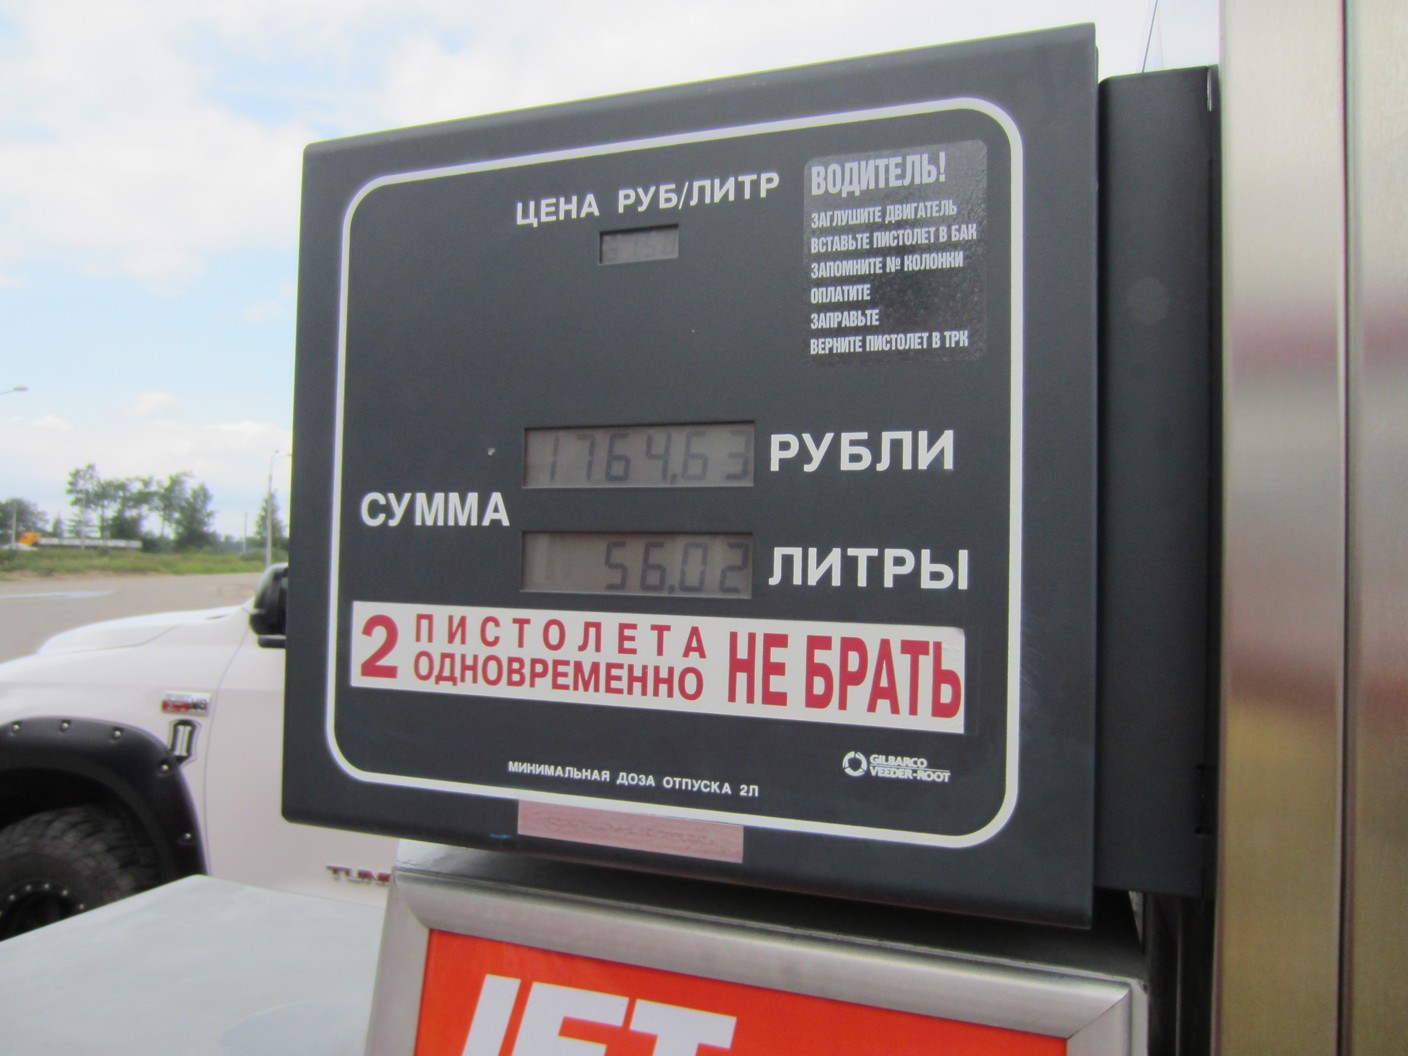 ЦЕНА РУБ/ЛИТР
ВОДИТЕЛЬ!
ЗАГЛУШИТЕ ДВИГАТЕЛЬ
ВСТАВЬТЕ ПИСТОЛЕТ В БАК
ЗАПОМНИТЕ № КОЛОНКИ
ОПЛАТИТЕ
ЗАПРАВЬТЕ
ВЕРНИТЕ ПИСТОЛЕТ В ТРК
1764,63 РУБЛИ
СУММА
56,02 ЛИТРЫ
2 ПИСТОЛЕТА
ОДНОВРЕМЕННО НЕ БРАТЬ
GILBARCO
VEEDER-ROOT
МИНИМАЛЬНАЯ ДОЗА ОТПУСКА 2Л
JET